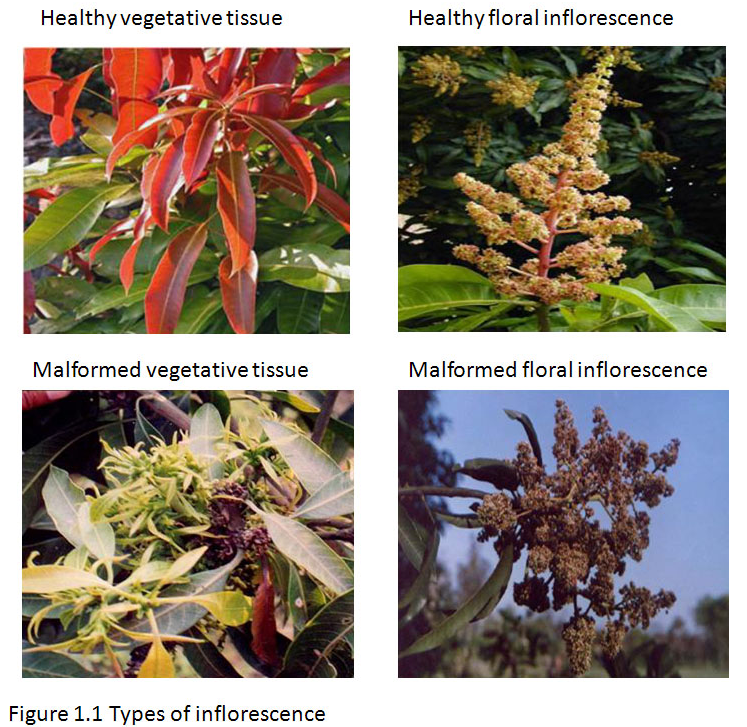 Healthy vegetative tissue
Healthy floral inflorescence
Malformed vegetative tissue
Malformed floral inflorescence
Figure 1.1 Types of inflorescence